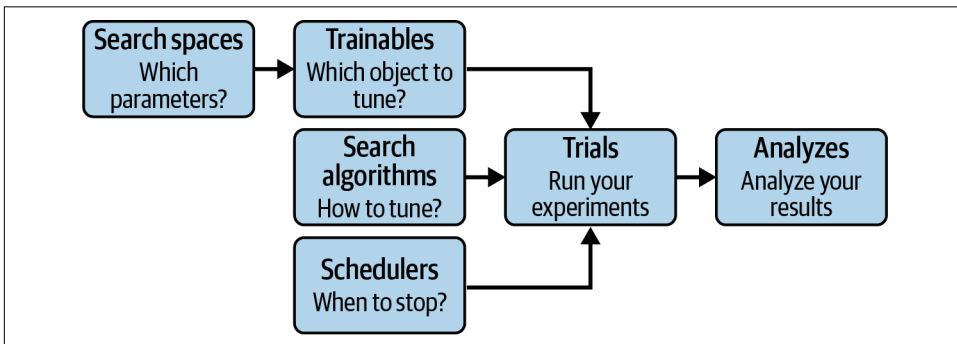 Search spaces
Which
parameters?
Trainables
Which object to
tune?
Search
algorithms
How to tune?
Trials
Run your
experiments
Analyzes
Analyze your
results
Schedulers
When to stop?